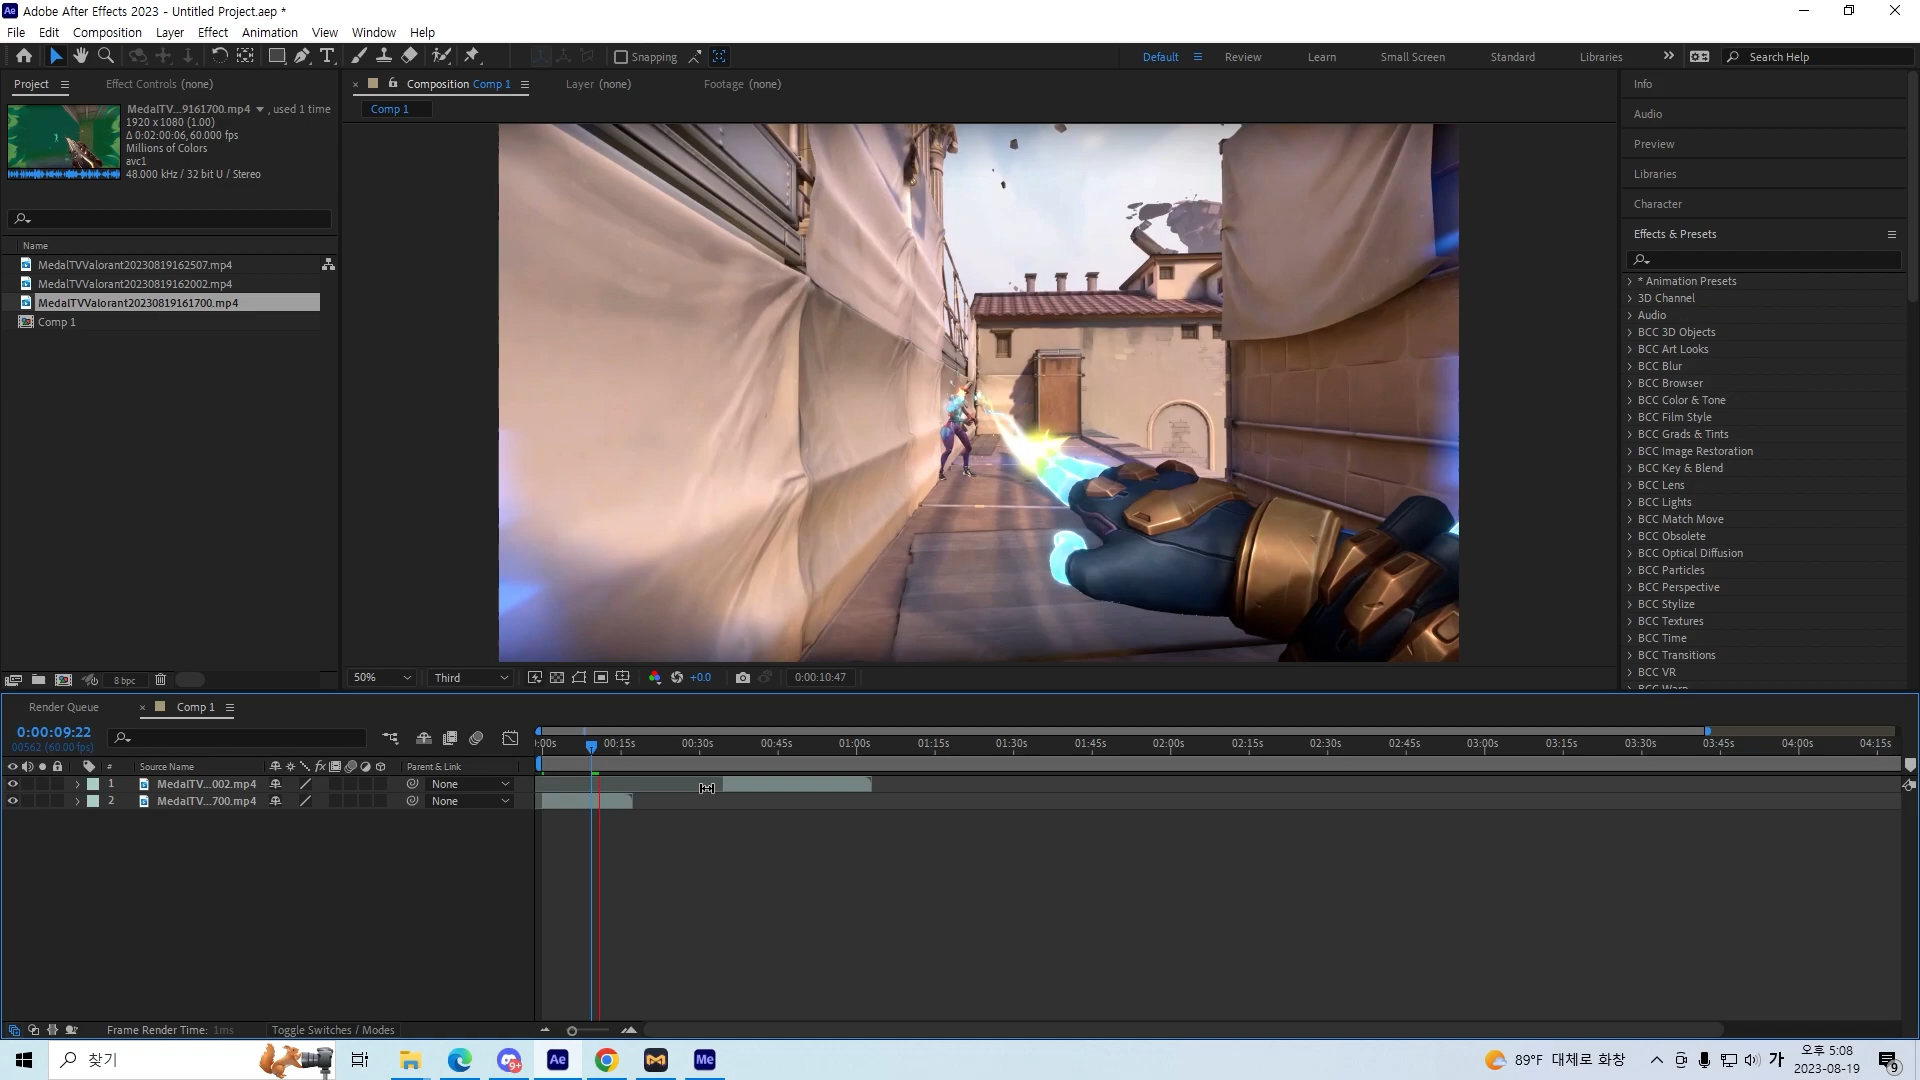 Ae Adobe After Effects 2023 - Untitled Project.aep *
File Edit Composition Layer Effect Animation View Window Help
Snapping
Default Review Learn Small Screen Standard Libraries Search Help
Project Effect Controls (none)
MedalTV...9161700.mp4 , used 1 time
1920 x 1080 (1.00)
Δ 0:02:00:06, 60.000 fps
Millions of Colors
avc1
48.000 kHz / 32 bit U / Stereo
Name
MedalTVValorant20230819162507.mp4
MedalTVValorant20230819162002.mp4
MedalTVValorant20230819161700.mp4
Comp 1
8 bpc
Composition Comp 1 Layer (none) Footage (none)
Comp 1
50% Third +0.0 0:00:10:47
Info
Audio
Preview
Libraries
Character
Effects & Presets
* Animation Presets
3D Channel
Audio
BCC 3D Objects
BCC Art Looks
BCC Blur
BCC Browser
BCC Color & Tone
BCC Film Style
BCC Grads & Tints
BCC Image Restoration
BCC Key & Blend
BCC Lens
BCC Lights
BCC Match Move
BCC Obsolete
BCC Optical Diffusion
BCC Particles
BCC Perspective
BCC Stylize
BCC Textures
BCC Time
BCC Transitions
BCC VR
BCC Warp
Render Queue Comp 1
0:00:09:22
00562 (60.00 fps)
:00s 00:15s 00:30s 00:45s 01:00s 01:15s 01:30s 01:45s 02:00s 02:15s 02:30s 02:45s 03:00s 03:15s 03:30s 03:45s 04:00s 04:15s
# Source Name fx Parent & Link
1 MedalTV...002.mp4 None
2 MedalTV...700.mp4 None
Frame Render Time: 1ms Toggle Switches / Modes
찾기 9+ Ae Me 89°F 대체로 화창 가 오후 5:08
2023-08-19 9